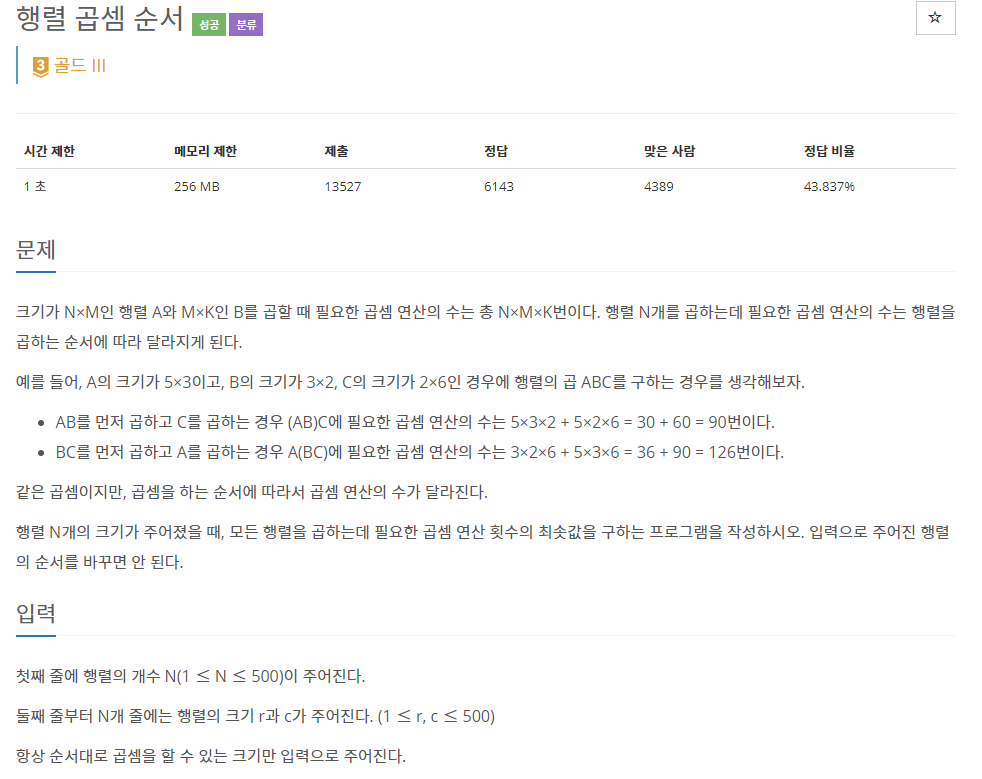 행렬 곱셈 순서 성공 분류
☆
3 골드 III
시간 제한 메모리 제한 제출 정답 맞은 사람 정답 비율
1 초 256 MB 13527 6143 4389 43.837%
문제
크기가 N×M인 행렬 A와 M×K인 B를 곱할 때 필요한 곱셈 연산의 수는 총 N×M×K번이다. 행렬 N개를 곱하는데 필요한 곱셈 연산의 수는 행렬을
곱하는 순서에 따라 달라지게 된다.
예를 들어, A의 크기가 5×3이고, B의 크기가 3×2, C의 크기가 2×6인 경우에 행렬의 곱 ABC를 구하는 경우를 생각해보자.
• AB를 먼저 곱하고 C를 곱하는 경우 (AB)C에 필요한 곱셈 연산의 수는 5×3×2 + 5×2×6 = 30 + 60 = 90번이다.
• BC를 먼저 곱하고 A를 곱하는 경우 A(BC)에 필요한 곱셈 연산의 수는 3×2×6 + 5×3×6 = 36 + 90 = 126번이다.
같은 곱셈이지만, 곱셈을 하는 순서에 따라서 곱셈 연산의 수가 달라진다.
행렬 N개의 크기가 주어졌을 때, 모든 행렬을 곱하는데 필요한 곱셈 연산 횟수의 최솟값을 구하는 프로그램을 작성하시오. 입력으로 주어진 행렬
의 순서를 바꾸면 안 된다.
입력
첫째 줄에 행렬의 개수 N(1 ≤ N ≤ 500)이 주어진다.
둘째 줄부터 N개 줄에는 행렬의 크기 r과 c가 주어진다. (1 ≤ r, c ≤ 500)
항상 순서대로 곱셈을 할 수 있는 크기만 입력으로 주어진다.